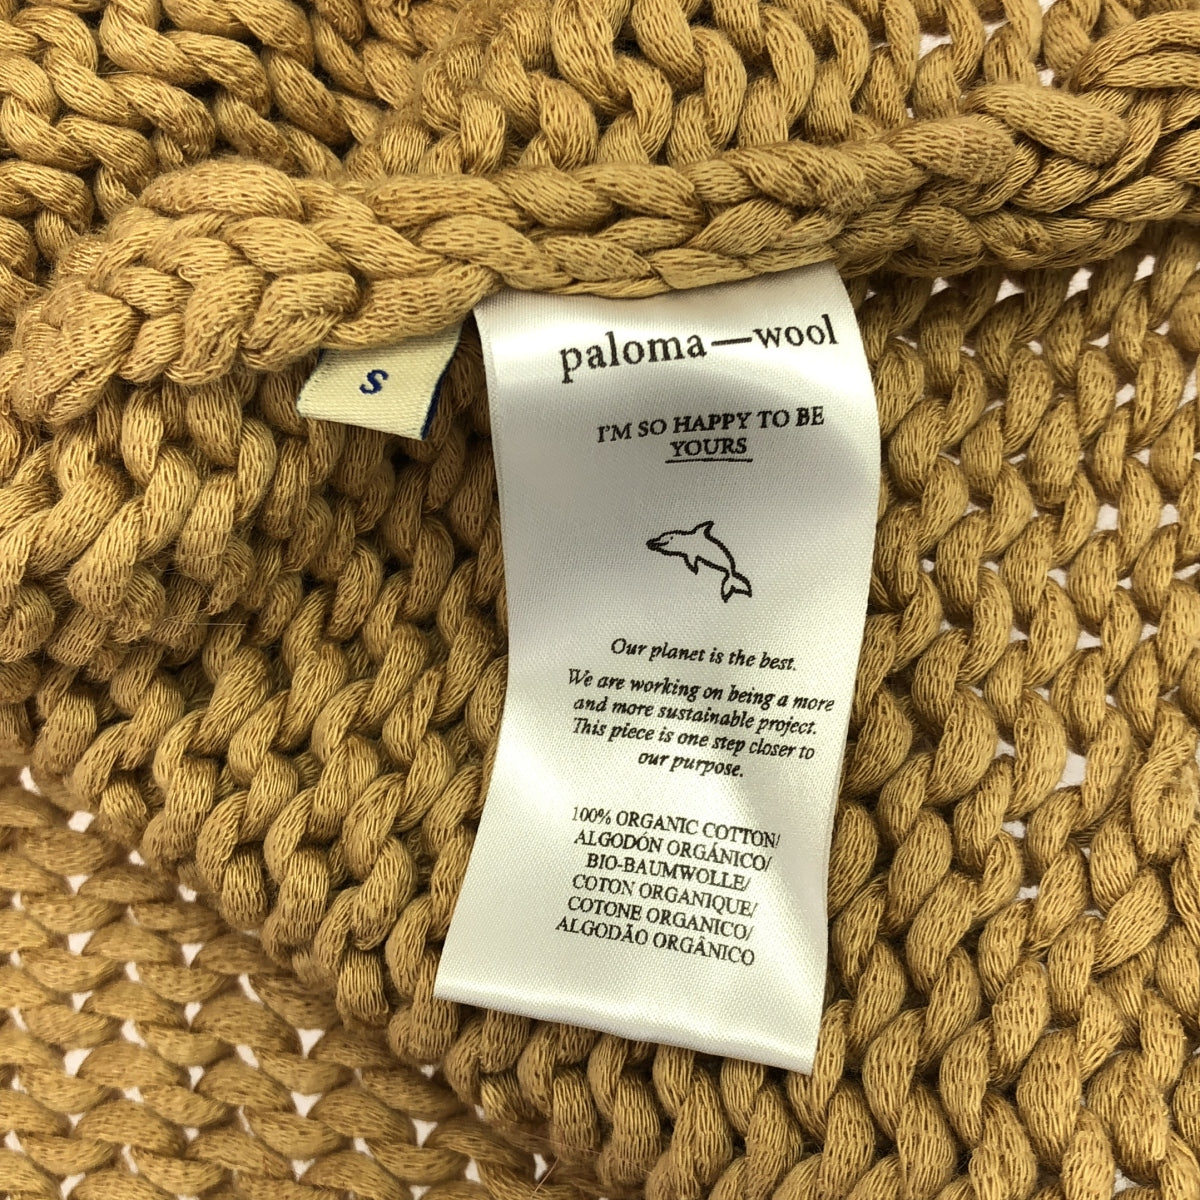 paloma—wool
S
I'M SO HAPPY TO BE
YOURS
Our planet is the best.
We are working on being a more
and more sustainable project.
This piece is one step closer to
our purpose.
100% ORGANIC COTTON/
ALGODÓN ORGÁNICO/
BIO-BAUMWOLLE/
COTON ORGANIQUE/
COTONE ORGANICO/
ALGODÃO ORGÂNICO